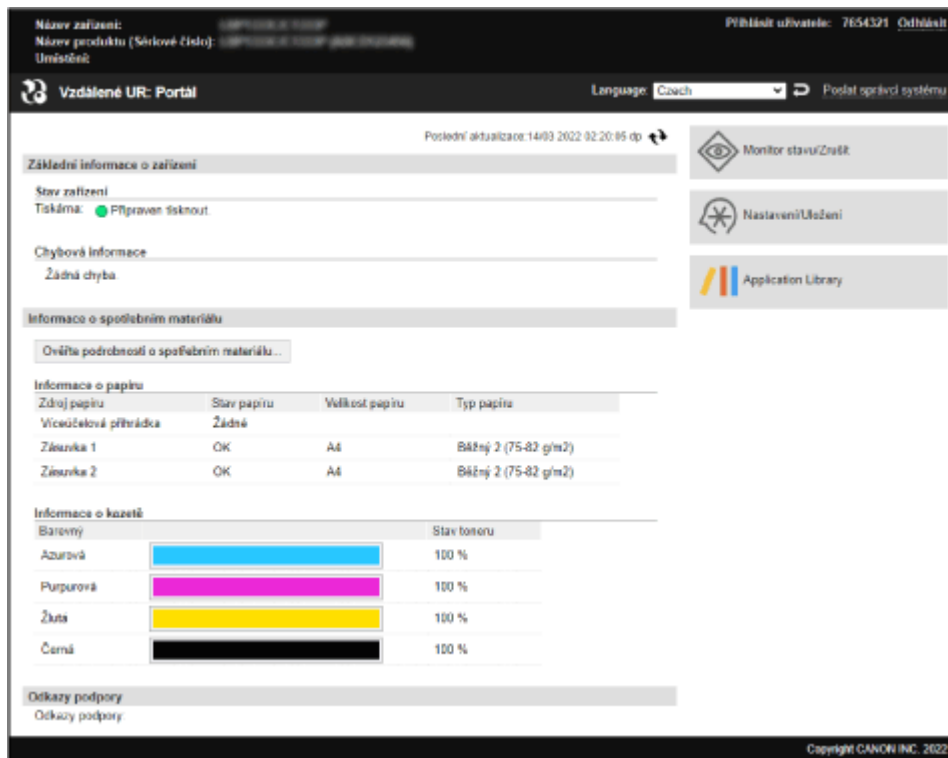 Název zařízení:
Název produktu (Sériové číslo):
Umístění:
Přihlásit uživatele: 7654321 Odhlásit
Vzdálené UR: Portál
Language: Czech Poslat správci systému
Poslední aktualizace:14/03 2022 02:20:05 dp
Základní informace o zařízení
Stav zařízení
Tiskárna: Připraven tisknout.
Chybová informace
Žádná chyba.
Informace o spotřebním materiálu
Ověřte podrobnosti o spotřebním materiálu...
Informace o papíru
Zdroj papíru Stav papíru Velikost papíru Typ papíru
Víceúčelová přihrádka Žádné
Zásuvka 1 OK A4 Běžný 2 (75-82 g/m2)
Zásuvka 2 OK A4 Běžný 2 (75-82 g/m2)
Informace o kazetě
Barevný Stav toneru
Azurová 100 %
Purpurová 100 %
Žlutá 100 %
Černá 100 %
Odkazy podpory
Odkazy podpory
Monitor stavu/Zrušit
Nastavení/Uložení
Application Library
Copyright CANON INC. 2022